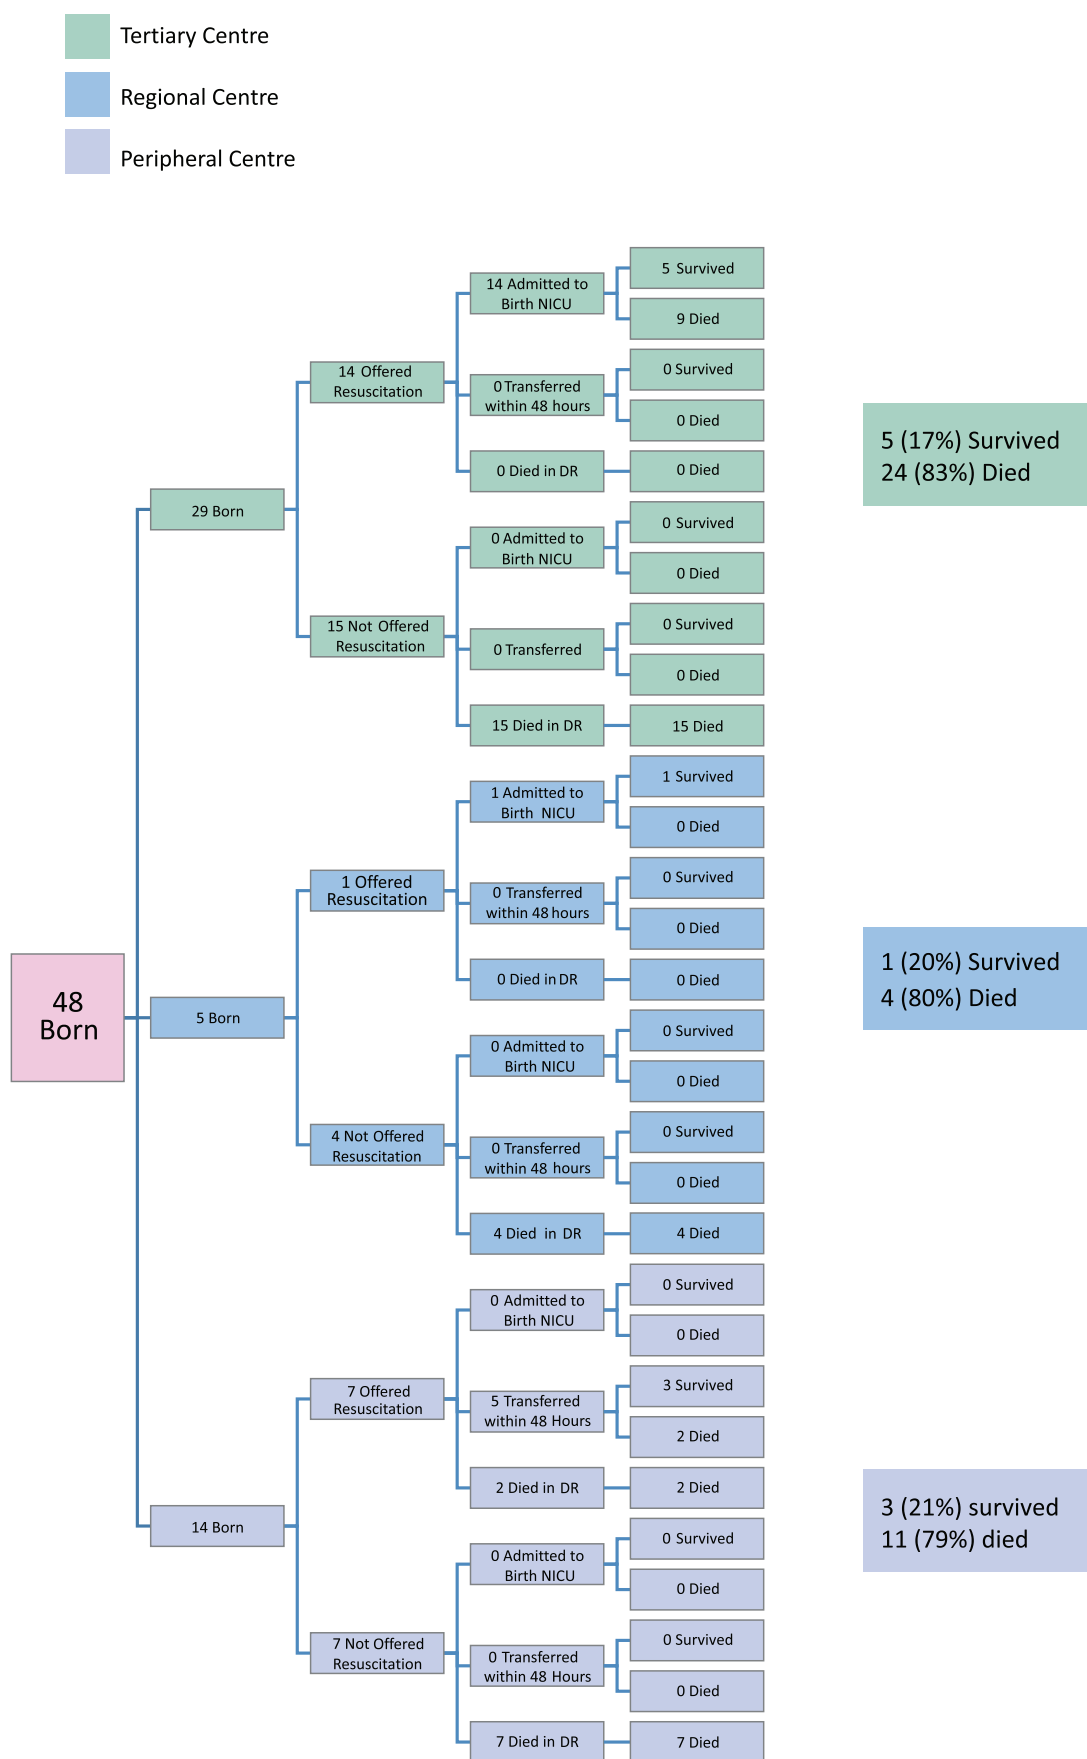 Tertiary Centre
Regional Centre
Peripheral Centre
48
Born
29 Born
14 Offered
Resuscitation
14 Admitted to
Birth NICU
5 Survived
9 Died
0 Transferred
within 48 hours
0 Survived
0 Died
0 Died in DR
0 Died
15 Not Offered
Resuscitation
0 Admitted to
Birth NICU
0 Survived
0 Died
0 Transferred
0 Survived
0 Died
15 Died in DR
15 Died
5 (17%) Survived
24 (83%) Died
5 Born
1 Offered
Resuscitation
1 Admitted to
Birth NICU
1 Survived
0 Died
0 Transferred
within 48 hours
0 Survived
0 Died
0 Died in DR
0 Died
4 Not Offered
Resuscitation
0 Admitted to
Birth NICU
0 Survived
0 Died
0 Transferred
within 48 hours
0 Survived
0 Died
4 Died in DR
4 Died
1 (20%) Survived
4 (80%) Died
14 Born
7 Offered
Resuscitation
0 Admitted to
Birth NICU
0 Survived
0 Died
5 Transferred
within 48 Hours
3 Survived
2 Died
2 Died in DR
2 Died
7 Not Offered
Resuscitation
0 Admitted to
Birth NICU
0 Survived
0 Died
0 Transferred
within 48 Hours
0 Survived
0 Died
7 Died in DR
7 Died
3 (21%) survived
11 (79%) died